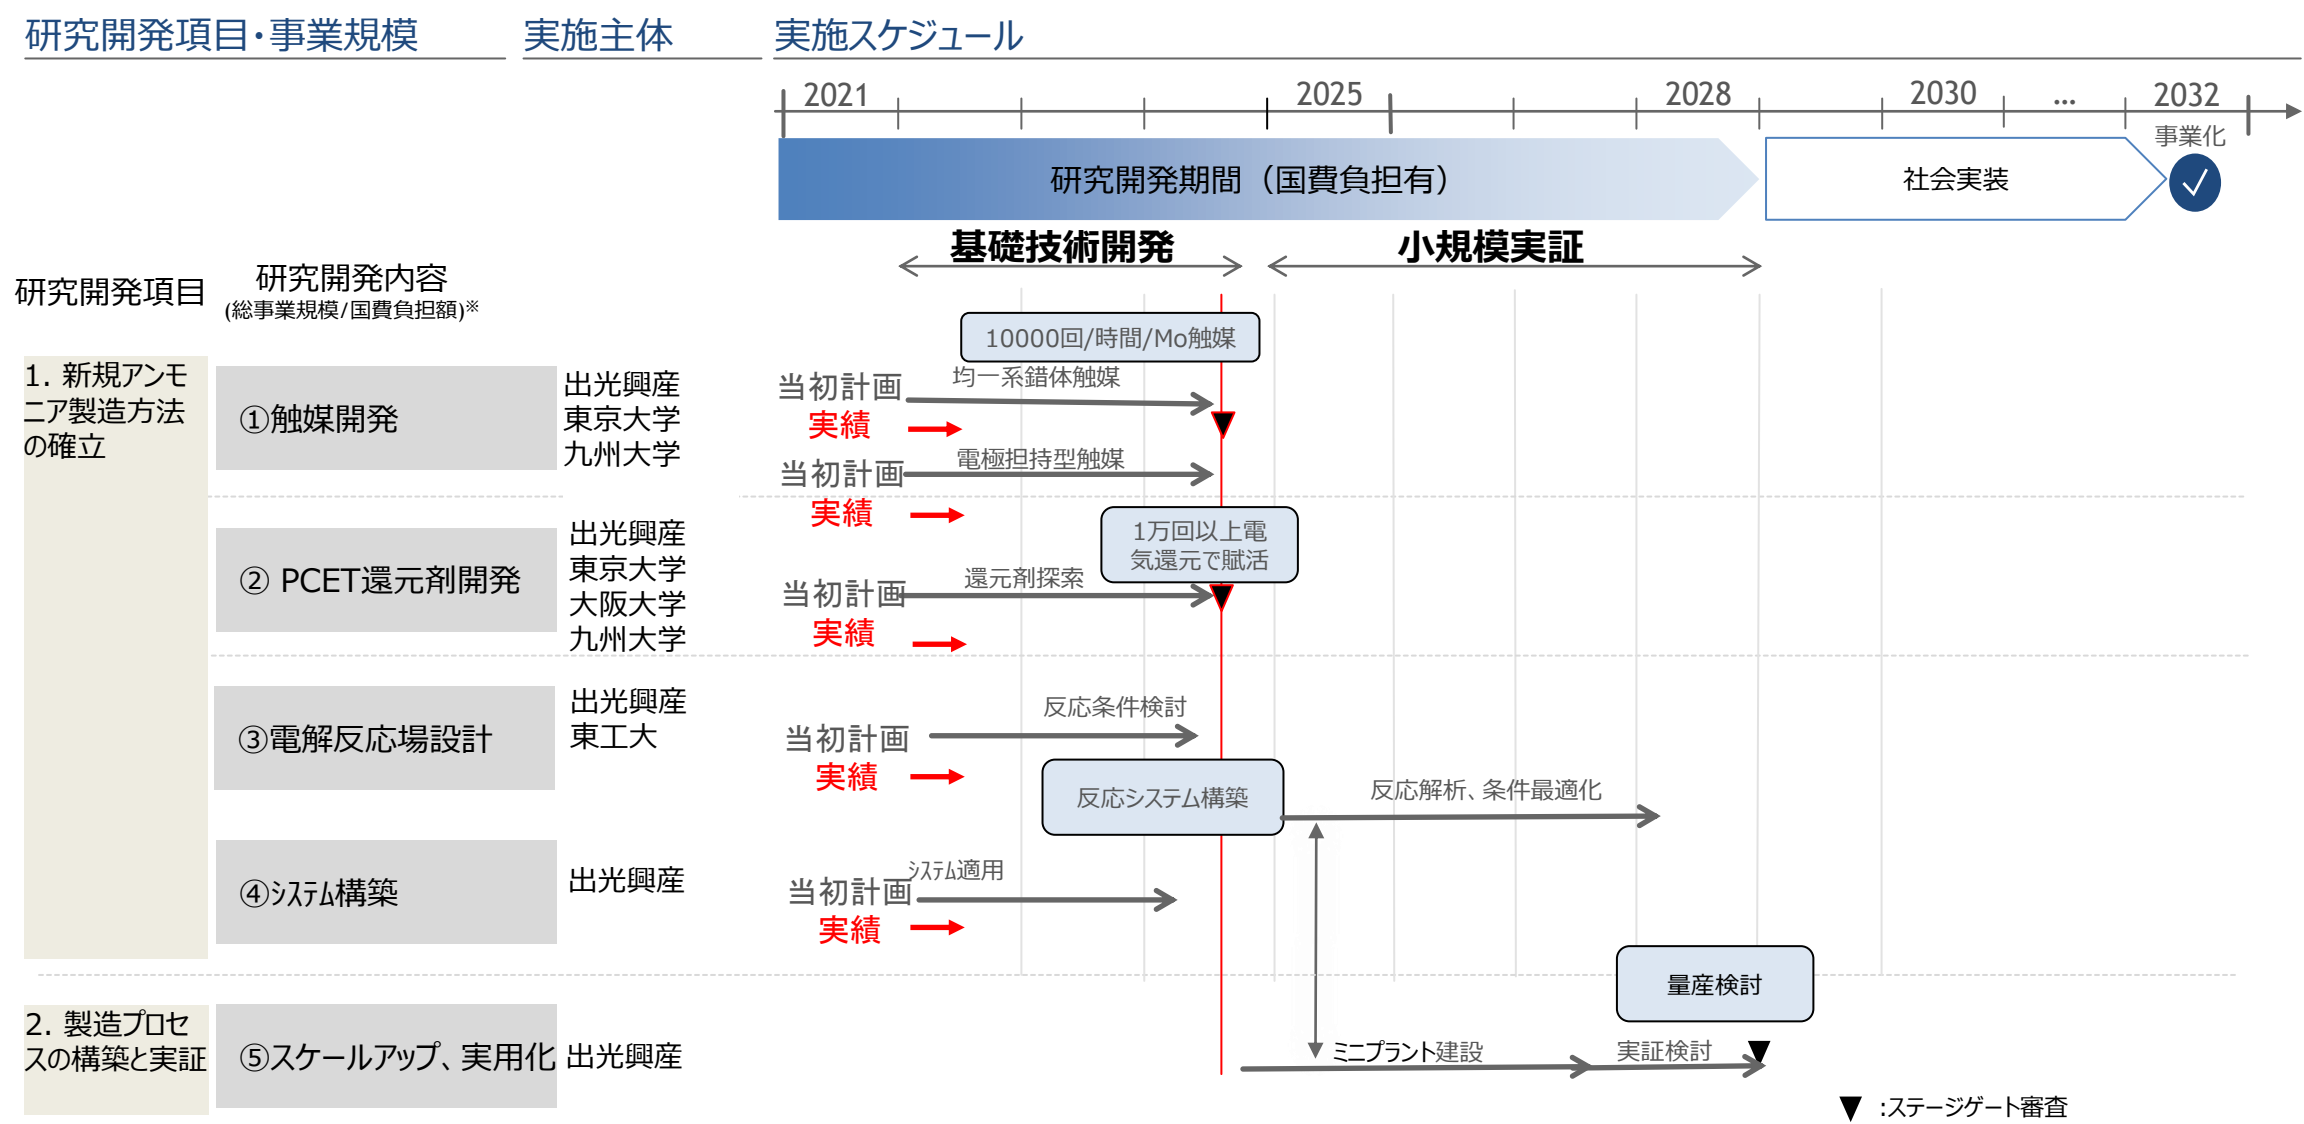 研究開発項目・事業規模
実施主体
実施スケジュール
2021
2025
2028
2030
...
2032
事業化
研究開発期間（国費負担有）
社会実装
基礎技術開発
小規模実証
研究開発項目
研究開発内容
(総事業規模/国費負担額)※
10000回/時間/Mo触媒
1. 新規アンモ
ニア製造方法
の確立
①触媒開発
出光興産
東京大学
九州大学
当初計画
均一系錯体触媒
実績
当初計画
電極担持型触媒
実績
② PCET還元剤開発
出光興産
東京大学
大阪大学
九州大学
1万回以上電
気還元で賦活
当初計画
還元剤探索
実績
③電解反応場設計
出光興産
東工大
反応条件検討
当初計画
実績
反応システム構築
反応解析、条件最適化
④ｼｽﾃﾑ構築
出光興産
ｼｽﾃﾑ適用
当初計画
実績
量産検討
2. 製造プロセ
スの構築と実証
⑤スケールアップ、実用化
出光興産
ミニプラント建設
実証検討
▼ :ステージゲート審査